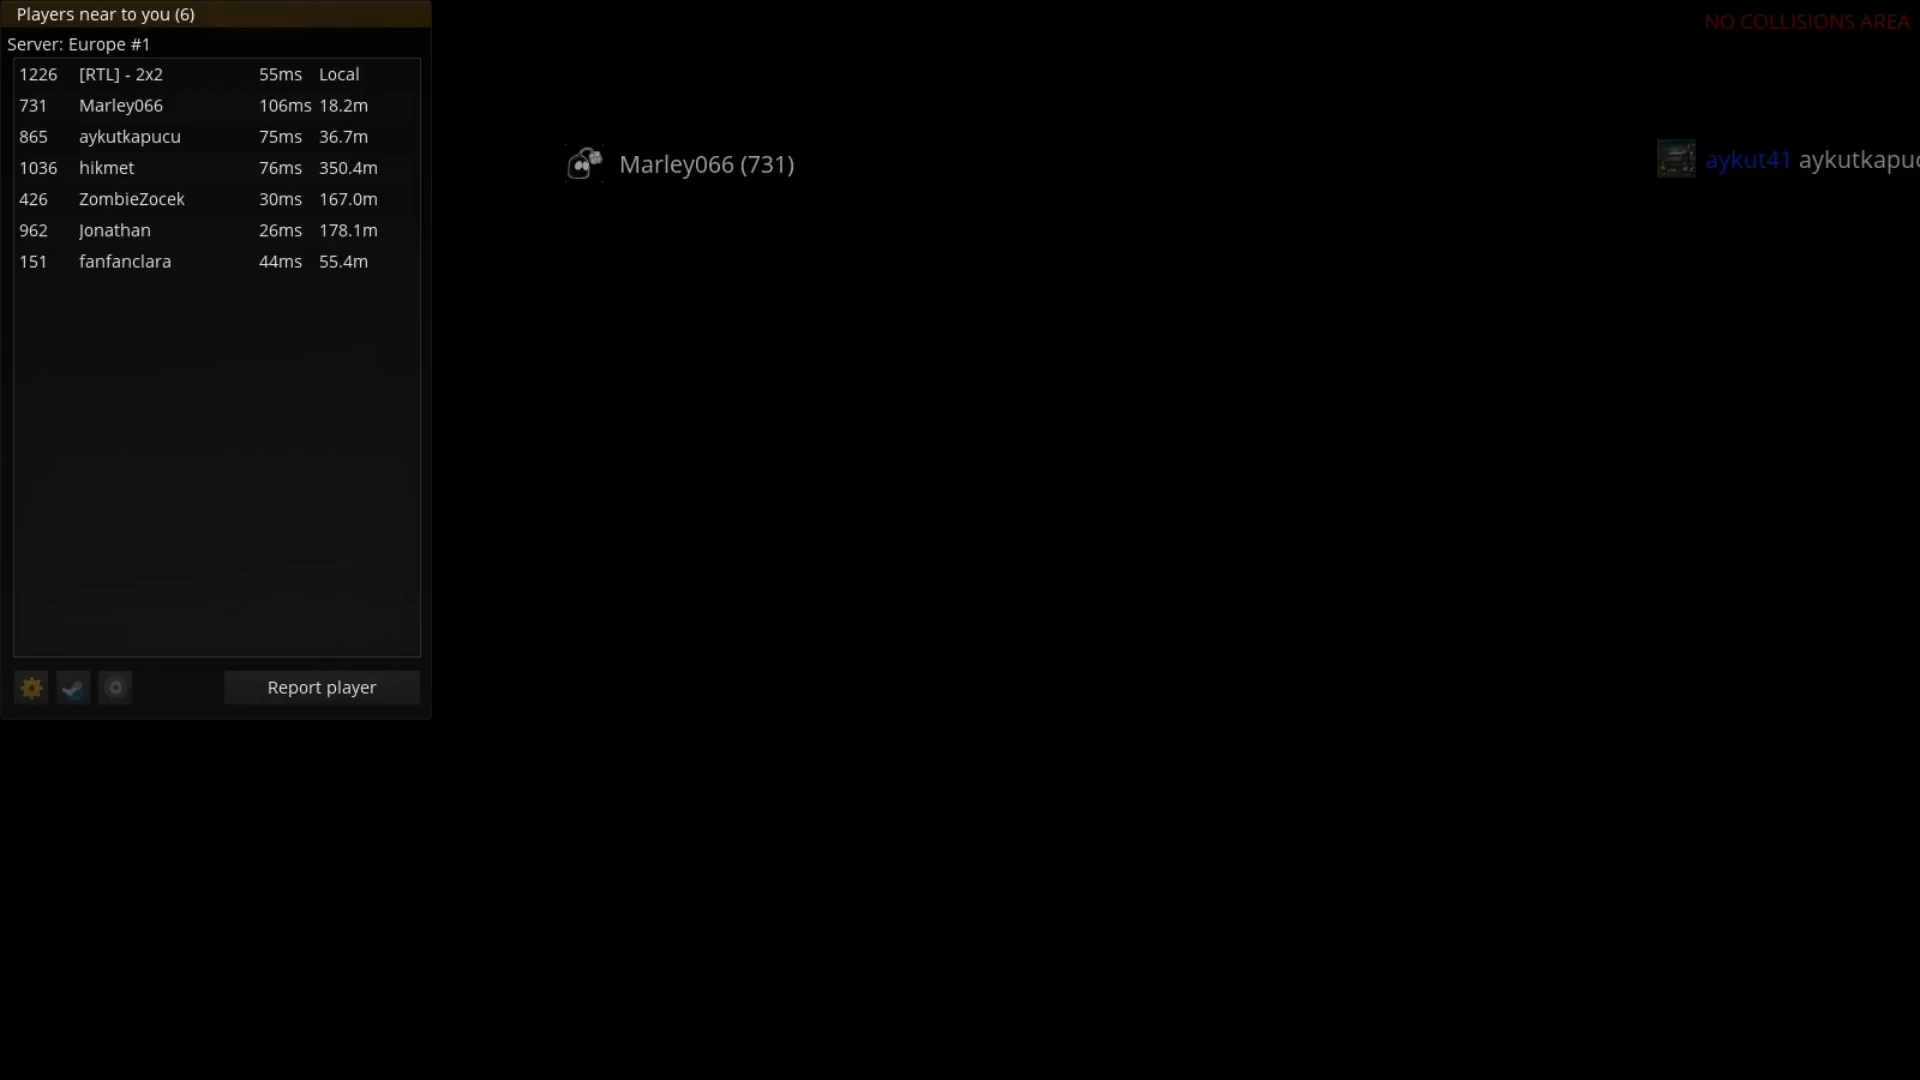 Players near to you (6)
NO COLLISIONS AREA
Server: Europe #1
1226 [RTL] - 2x2 55ms Local
731 Marley066 106ms 18.2m
865 aykutkapucu 75ms 36.7m
1036 hikmet 76ms 350.4m
426 ZombieZocek 30ms 167.0m
962 Jonathan 26ms 178.1m
151 fanfanclara 44ms 55.4m
Marley066 (731)
aykut41 aykutkapuc
Report player